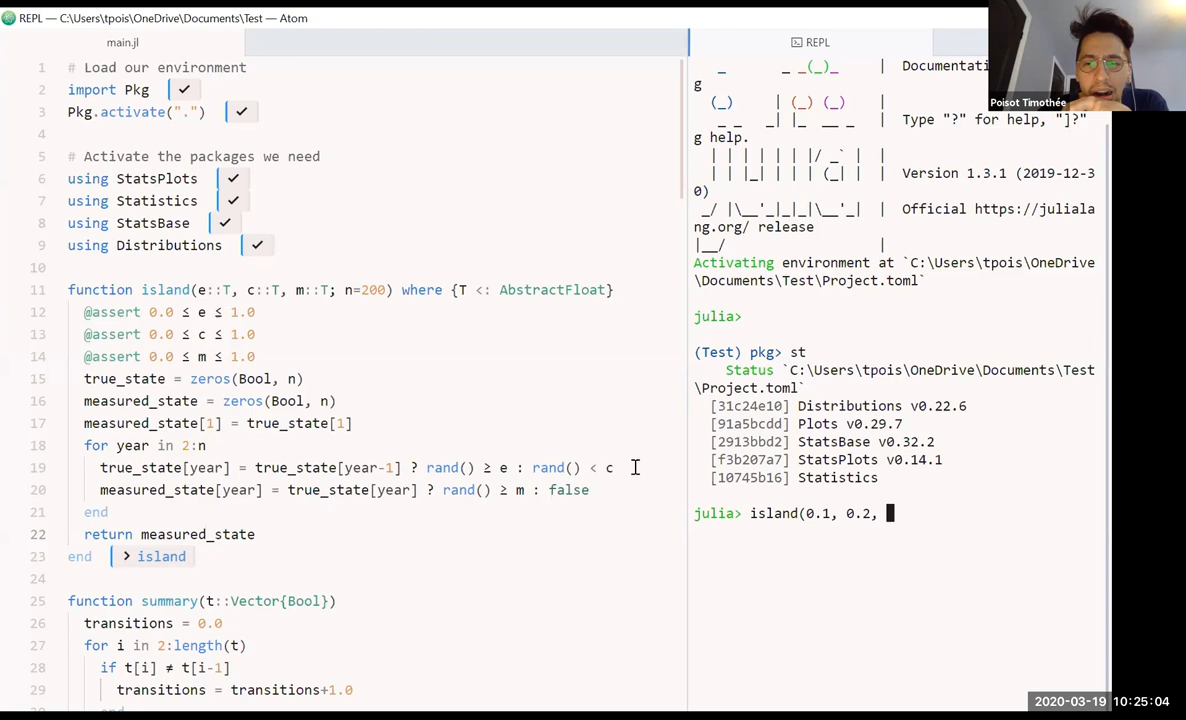 REPL — C:\Users\tpois\OneDrive\Documents\Test — Atom
main.jl
1 # Load our environment
2 import Pkg
3 Pkg.activate(".")
4
5 # Activate the packages we need
6 using StatsPlots
7 using Statistics
8 using StatsBase
9 using Distributions
10
11 function island(e::T, c::T, m::T; n=200) where {T <: AbstractFloat}
12 @assert 0.0 ≤ e ≤ 1.0
13 @assert 0.0 ≤ c ≤ 1.0
14 @assert 0.0 ≤ m ≤ 1.0
15 true_state = zeros(Bool, n)
16 measured_state = zeros(Bool, n)
17 measured_state[1] = true_state[1]
18 for year in 2:n
19 true_state[year] = true_state[year-1] ? rand() ≥ e : rand() < c
20 measured_state[year] = true_state[year] ? rand() ≥ m : false
21 end
22 return measured_state
23 end > island
24
25 function summary(t::Vector{Bool})
26 transitions = 0.0
27 for i in 2:length(t)
28 if t[i] ≠ t[i-1]
29 transitions = transitions+1.0
REPL
_ _ _(_)_ | Documentati
g
(_) | (_) (_) |
_ _ _| |_ __ _ | Type "?" for help, "]?"
g help.
| | | | | | |/ _` | |
| | |_| | | | (_| | | Version 1.3.1 (2019-12-3
0)
_/ |\__'_|_|_|\__'_| | Official https://juliala
ng.org/ release
|__/ |
Activating environment at `C:\Users\tpois\OneDrive
\Documents\Test\Project.toml`
julia>
(Test) pkg> st
Status `C:\Users\tpois\OneDrive\Documents\Test
\Project.toml`
[31c24e10] Distributions v0.22.6
[91a5bcdd] Plots v0.29.7
[2913bbd2] StatsBase v0.32.2
[f3b207a7] StatsPlots v0.14.1
[10745b16] Statistics
julia> island(0.1, 0.2,
Poisot Timothée
2020-03-19 10:25:04